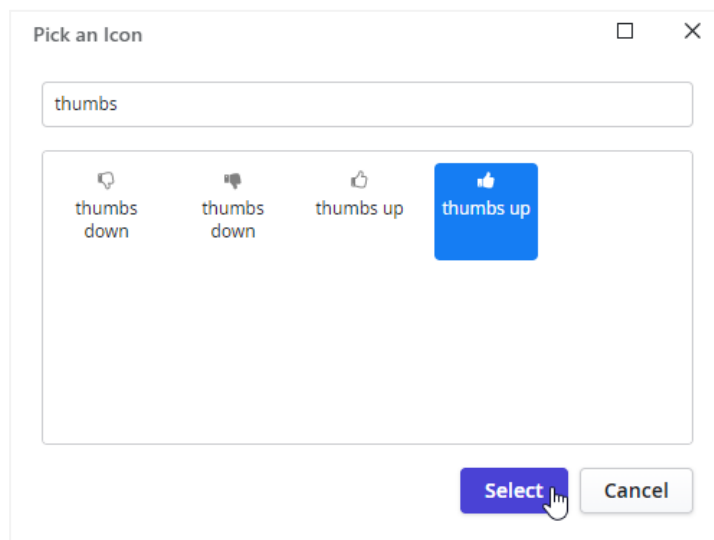 Pick an Icon
thumbs
thumbs
down
thumbs
down
thumbs up
thumbs up
Select
Cancel